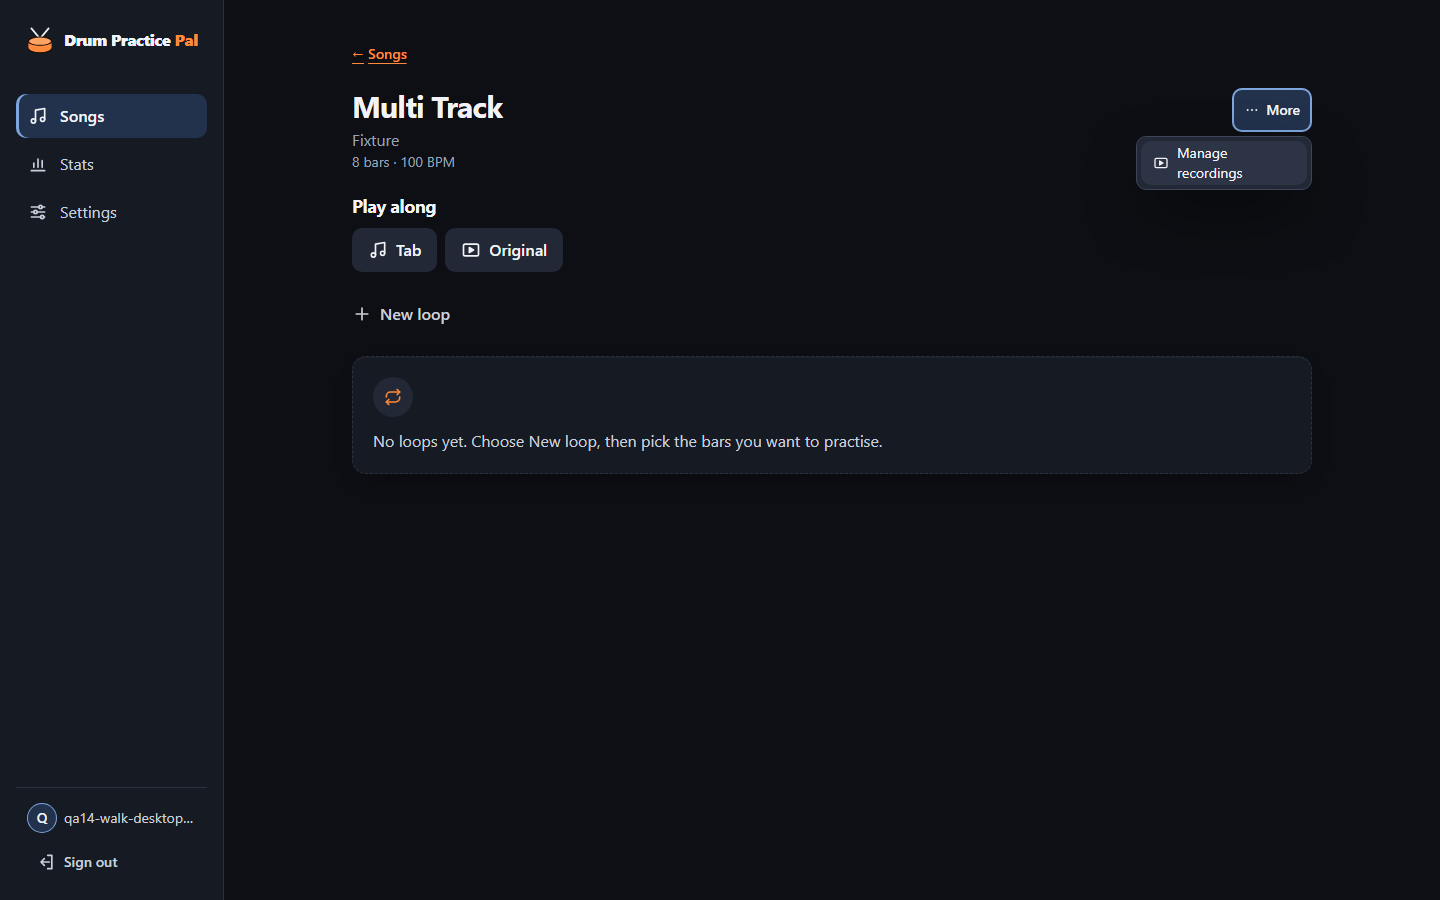 Drum Practice Pal
Songs
Stats
Settings
← Songs
Multi Track
Fixture
8 bars · 100 BPM
··· More
Manage
recordings
Play along
Tab
Original
+ New loop
No loops yet. Choose New loop, then pick the bars you want to practise.
Q
qa14-walk-desktop...
Sign out